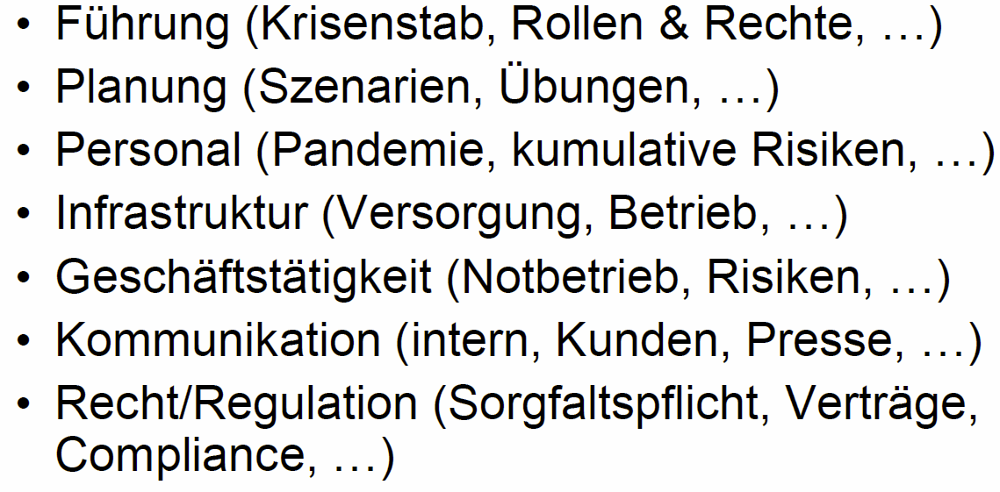 • Führung (Krisenstab, Rollen & Rechte, …)
• Planung (Szenarien, Übungen, …)
• Personal (Pandemie, kumulative Risiken, …)
• Infrastruktur (Versorgung, Betrieb, …)
• Geschäftstätigkeit (Notbetrieb, Risiken, …)
• Kommunikation (intern, Kunden, Presse, …)
• Recht/Regulation (Sorgfaltspflicht, Verträge,
Compliance, …)